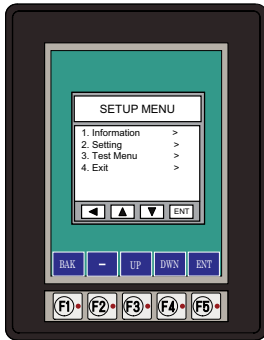 SETUP MENU
1. Information >
2. Setting >
3. Test Menu >
4. Exit >
ENT
BAK – UP DWN ENT
F1 F2 F3 F4 F5